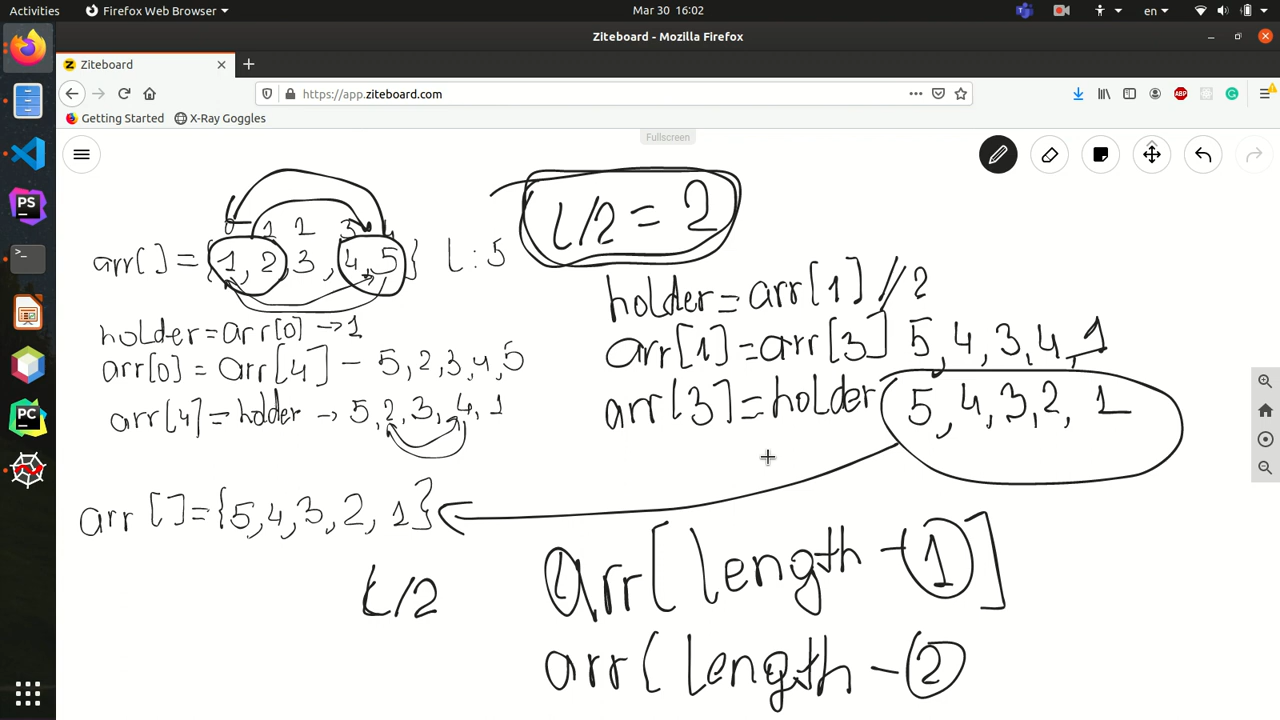 Activities
Firefox Web Browser
Mar 30 16:02
en
Ziteboard - Mozilla Firefox
Ziteboard
https://app.ziteboard.com
ABP
Getting Started
X-Ray Goggles
Fullscreen
PS
PC
0 1 2 3
arr[] = {1, 2, 3, 4, 5} l : 5
l/2 = 2
holder = arr[0] → 1
arr[0] = arr[4] - 5, 2, 3, 4, 5
arr[4] = holder → 5, 2, 3, 4, 1
holder = arr[1] // 2
arr[1] = arr[3] 5, 4, 3, 4, 1
arr[3] = holder 5, 4, 3, 2, 1
arr[] = {5, 4, 3, 2, 1}
l/2
arr[length - 1]
arr[length - 2